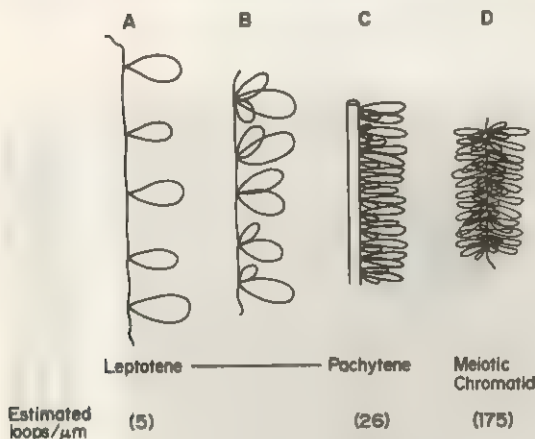 A B C D
Leptotene Pachytene Meiotic
Chromatid
Estimated
loops/μm (5) (26) (175)